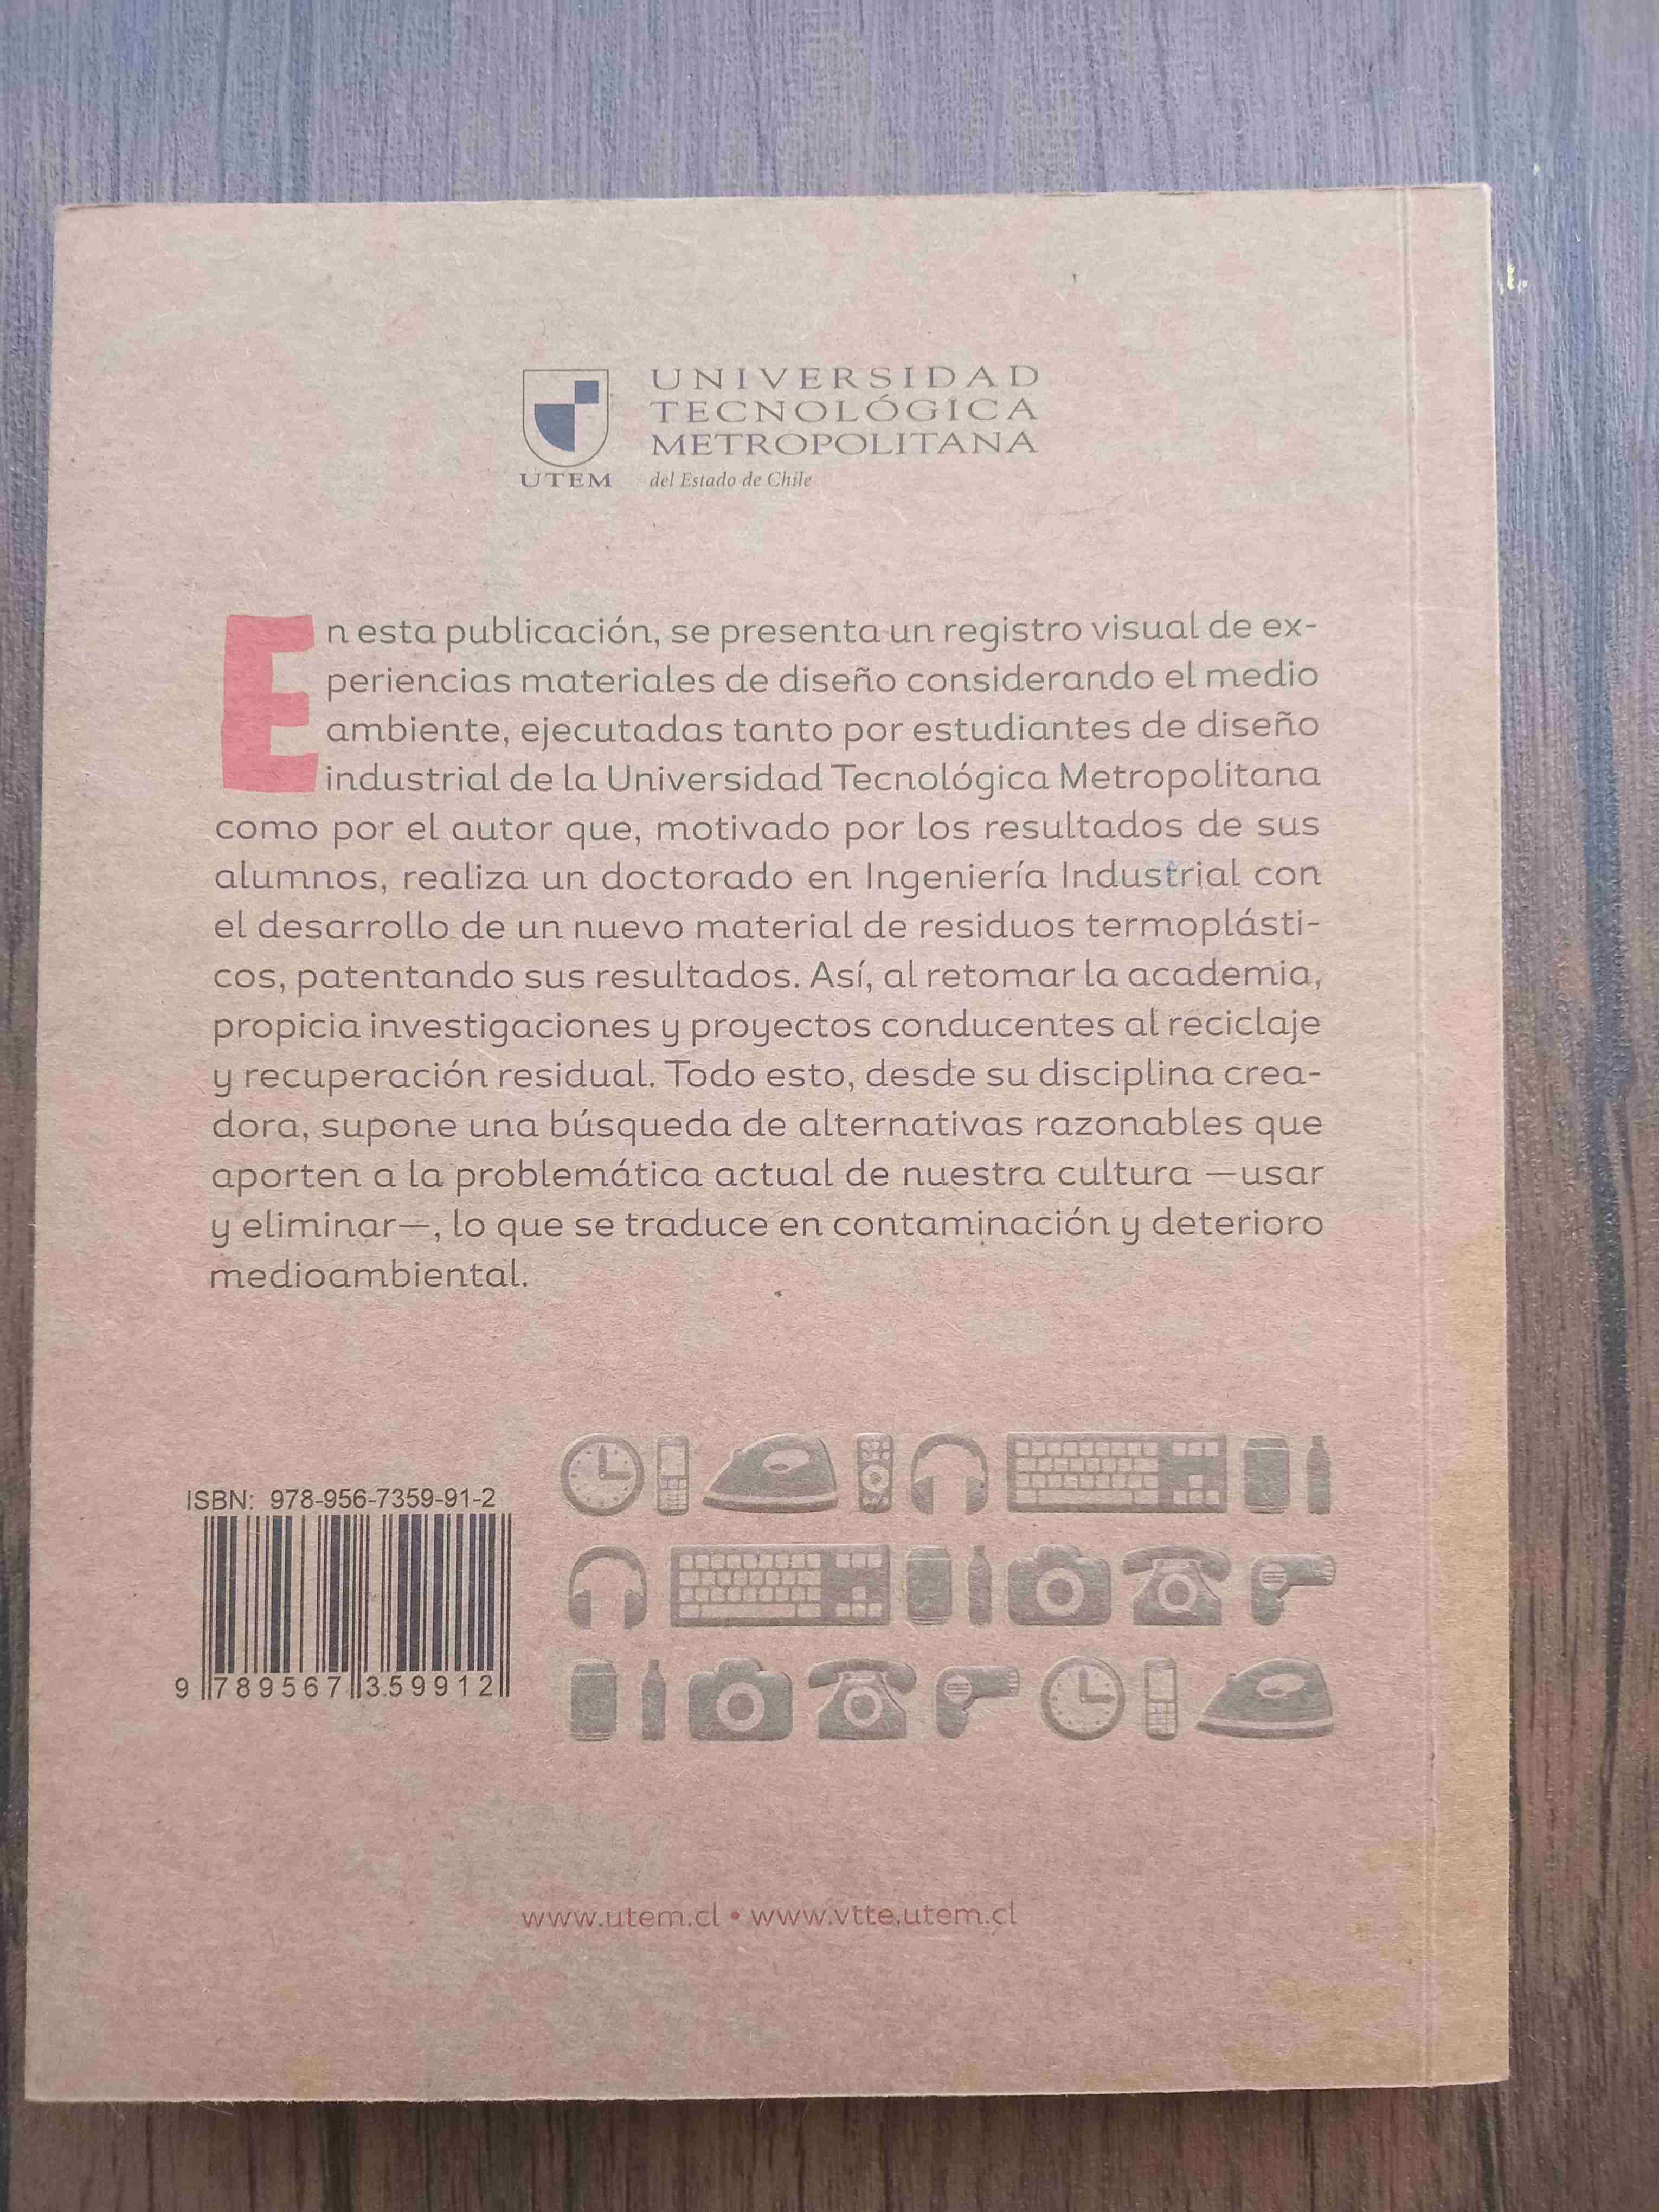 UNIVERSIDAD
TECNOLÓGICA
METROPOLITANA
UTEM
del Estado de Chile
En esta publicación, se presenta un registro visual de ex-
periencias materiales de diseño considerando el medio
ambiente, ejecutadas tanto por estudiantes de diseño
industrial de la Universidad Tecnológica Metropolitana
como por el autor que, motivado por los resultados de sus
alumnos, realiza un doctorado en Ingeniería Industrial con
el desarrollo de un nuevo material de residuos termoplásti-
cos, patentando sus resultados. Así, al retomar la academia,
propicia investigaciones y proyectos conducentes al reciclaje
y recuperación residual. Todo esto, desde su disciplina crea-
dora, supone una búsqueda de alternativas razonables que
aporten a la problemática actual de nuestra cultura —usar
y eliminar—, lo que se traduce en contaminación y deterioro
medioambiental.
ISBN: 978-956-7359-91-2
9 789567 359912
www.utem.cl • www.vtte.utem.cl